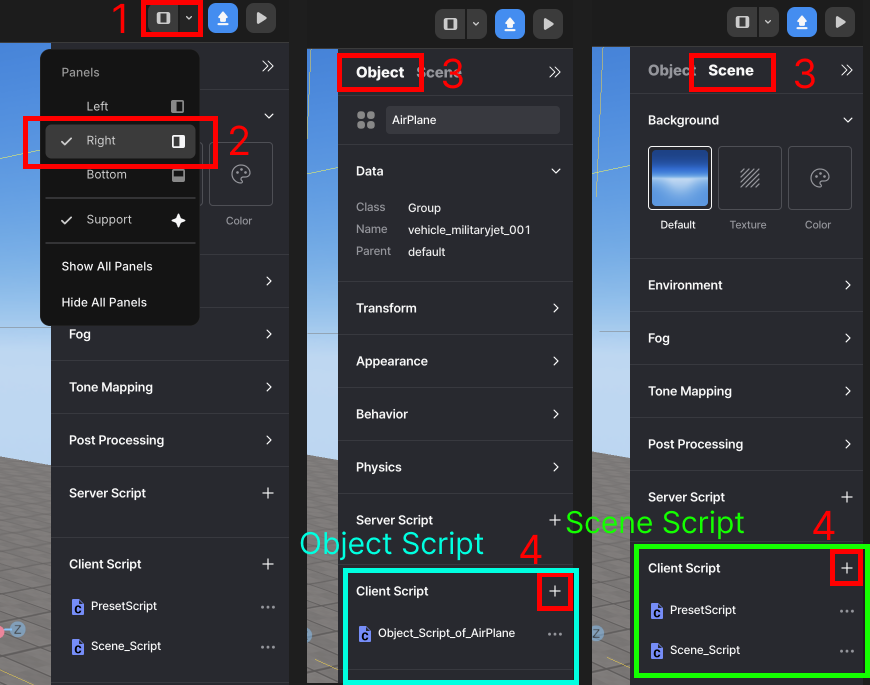 1
Panels
Left
Right
2
Bottom
Color
Support
Show All Panels
Hide All Panels
Fog
Tone Mapping
Post Processing
Server Script
Client Script
PresetScript
Scene_Script
Z
Object Scene
3
AirPlane
Data
Class Group
Name vehicle_militaryjet_001
Parent default
Transform
Appearance
Behavior
Physics
Server Script
Object Script
4
Client Script
Object_Script_of_AirPlane
Object Scene
3
Background
Default
Texture
Color
Environment
Fog
Tone Mapping
Post Processing
Server Script
Scene Script
4
Client Script
PresetScript
Scene_Script
Z